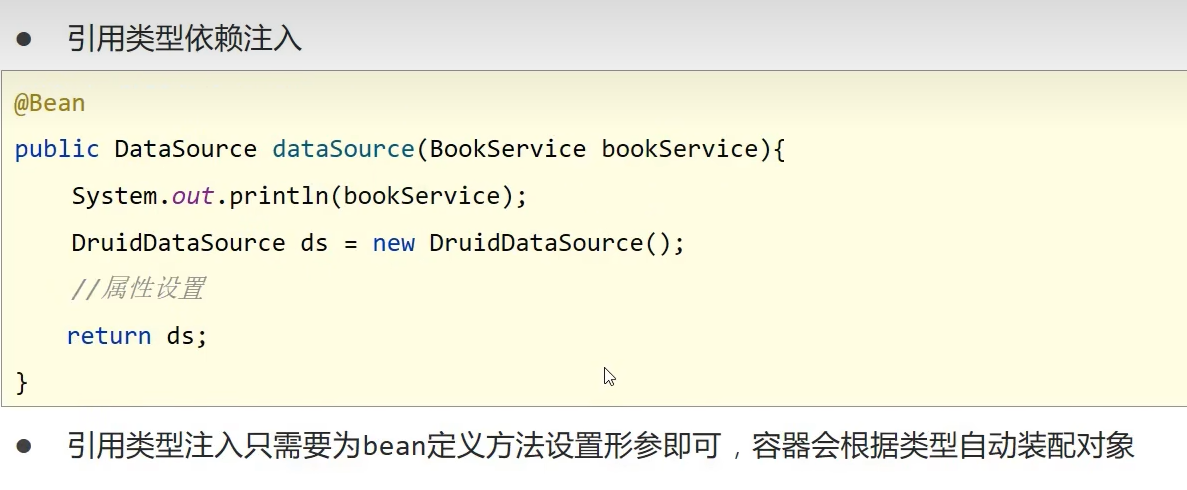 ● 引用类型依赖注入
@Bean
public DataSource dataSource(BookService bookService){
    System.out.println(bookService);
    DruidDataSource ds = new DruidDataSource();
    //属性设置
    return ds;
}
● 引用类型注入只需要为bean定义方法设置形参即可，容器会根据类型自动装配对象